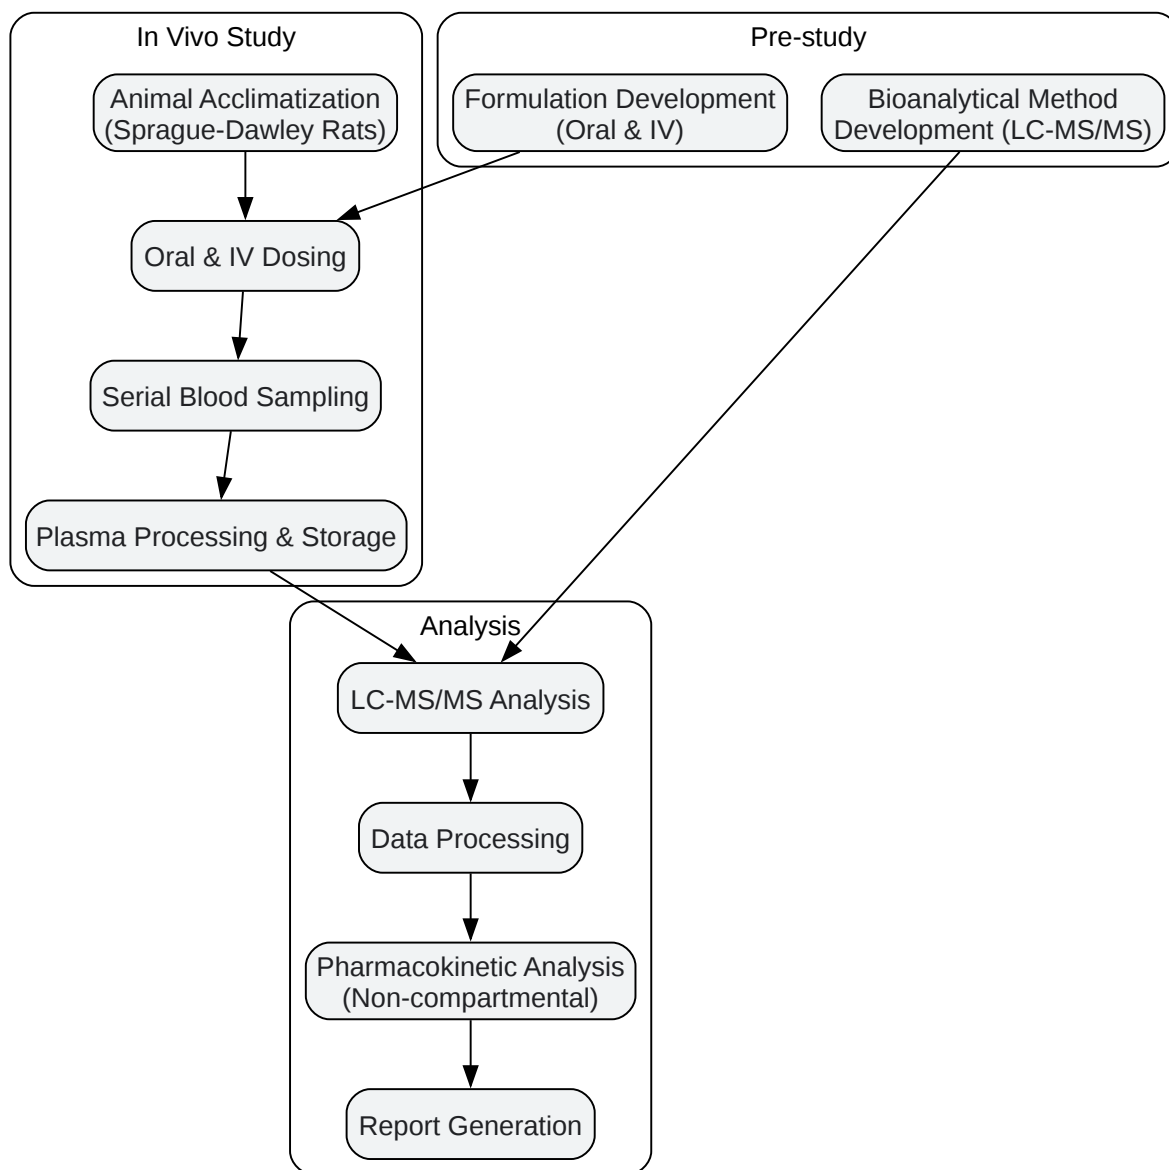 In Vivo Study
Animal Acclimatization
(Sprague-Dawley Rats)
Oral & IV Dosing
Serial Blood Sampling
Plasma Processing & Storage
Pre-study
Formulation Development
(Oral & IV)
Bioanalytical Method
Development (LC-MS/MS)
Analysis
LC-MS/MS Analysis
Data Processing
Pharmacokinetic Analysis
(Non-compartmental)
Report Generation